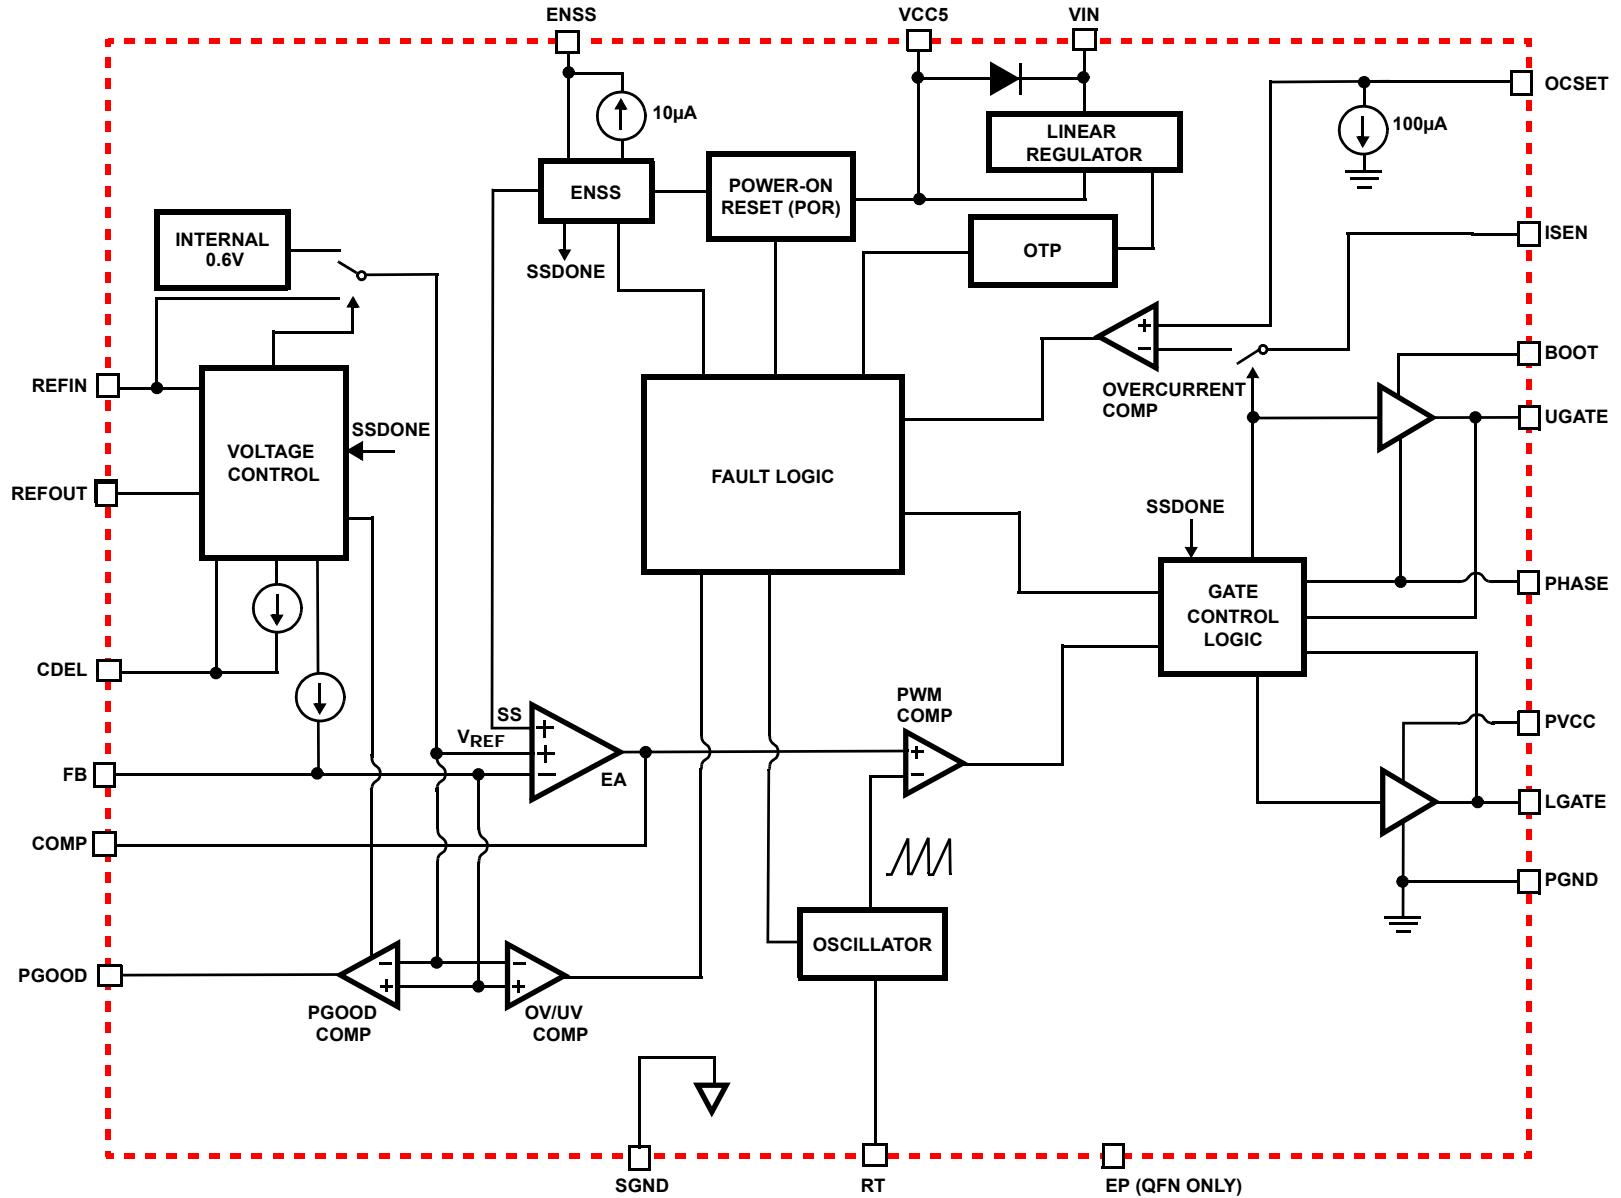 ENSS
VCC5
VIN
OCSET
10µA
100µA
LINEAR
REGULATOR
ENSS
POWER-ON
RESET (POR)
INTERNAL
0.6V
OTP
ISEN
SSDONE
+
−
BOOT
REFIN
OVERCURRENT
COMP
UGATE
SSDONE
VOLTAGE
CONTROL
FAULT LOGIC
REFOUT
SSDONE
PHASE
GATE
CONTROL
LOGIC
CDEL
PWM
COMP
SS
+
VREF
+
−
EA
+
−
PVCC
FB
LGATE
COMP
PGND
OSCILLATOR
PGOOD
−
+
−
+
PGOOD
COMP
OV/UV
COMP
SGND
RT
EP (QFN ONLY)